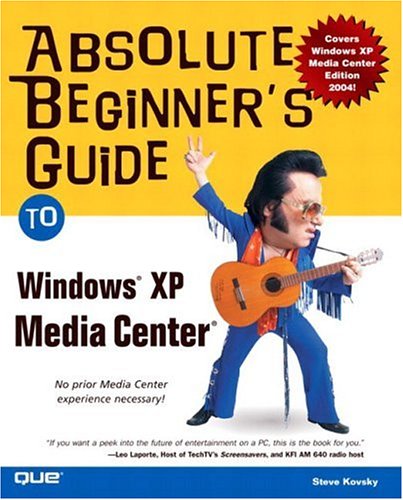 ABSOLUTE
BEGINNER'S
GUIDE
TO
Covers
Windows XP
Media Center
Edition
2004!
Windows® XP
Media Center®
No prior Media Center
experience necessary!
"If you want a peek into the future of entertainment on a PC, this is the book for you."
—Leo Laporte, Host of TechTV's Screensavers, and KFI AM 640 radio host
QUE®
Steve Kovsky